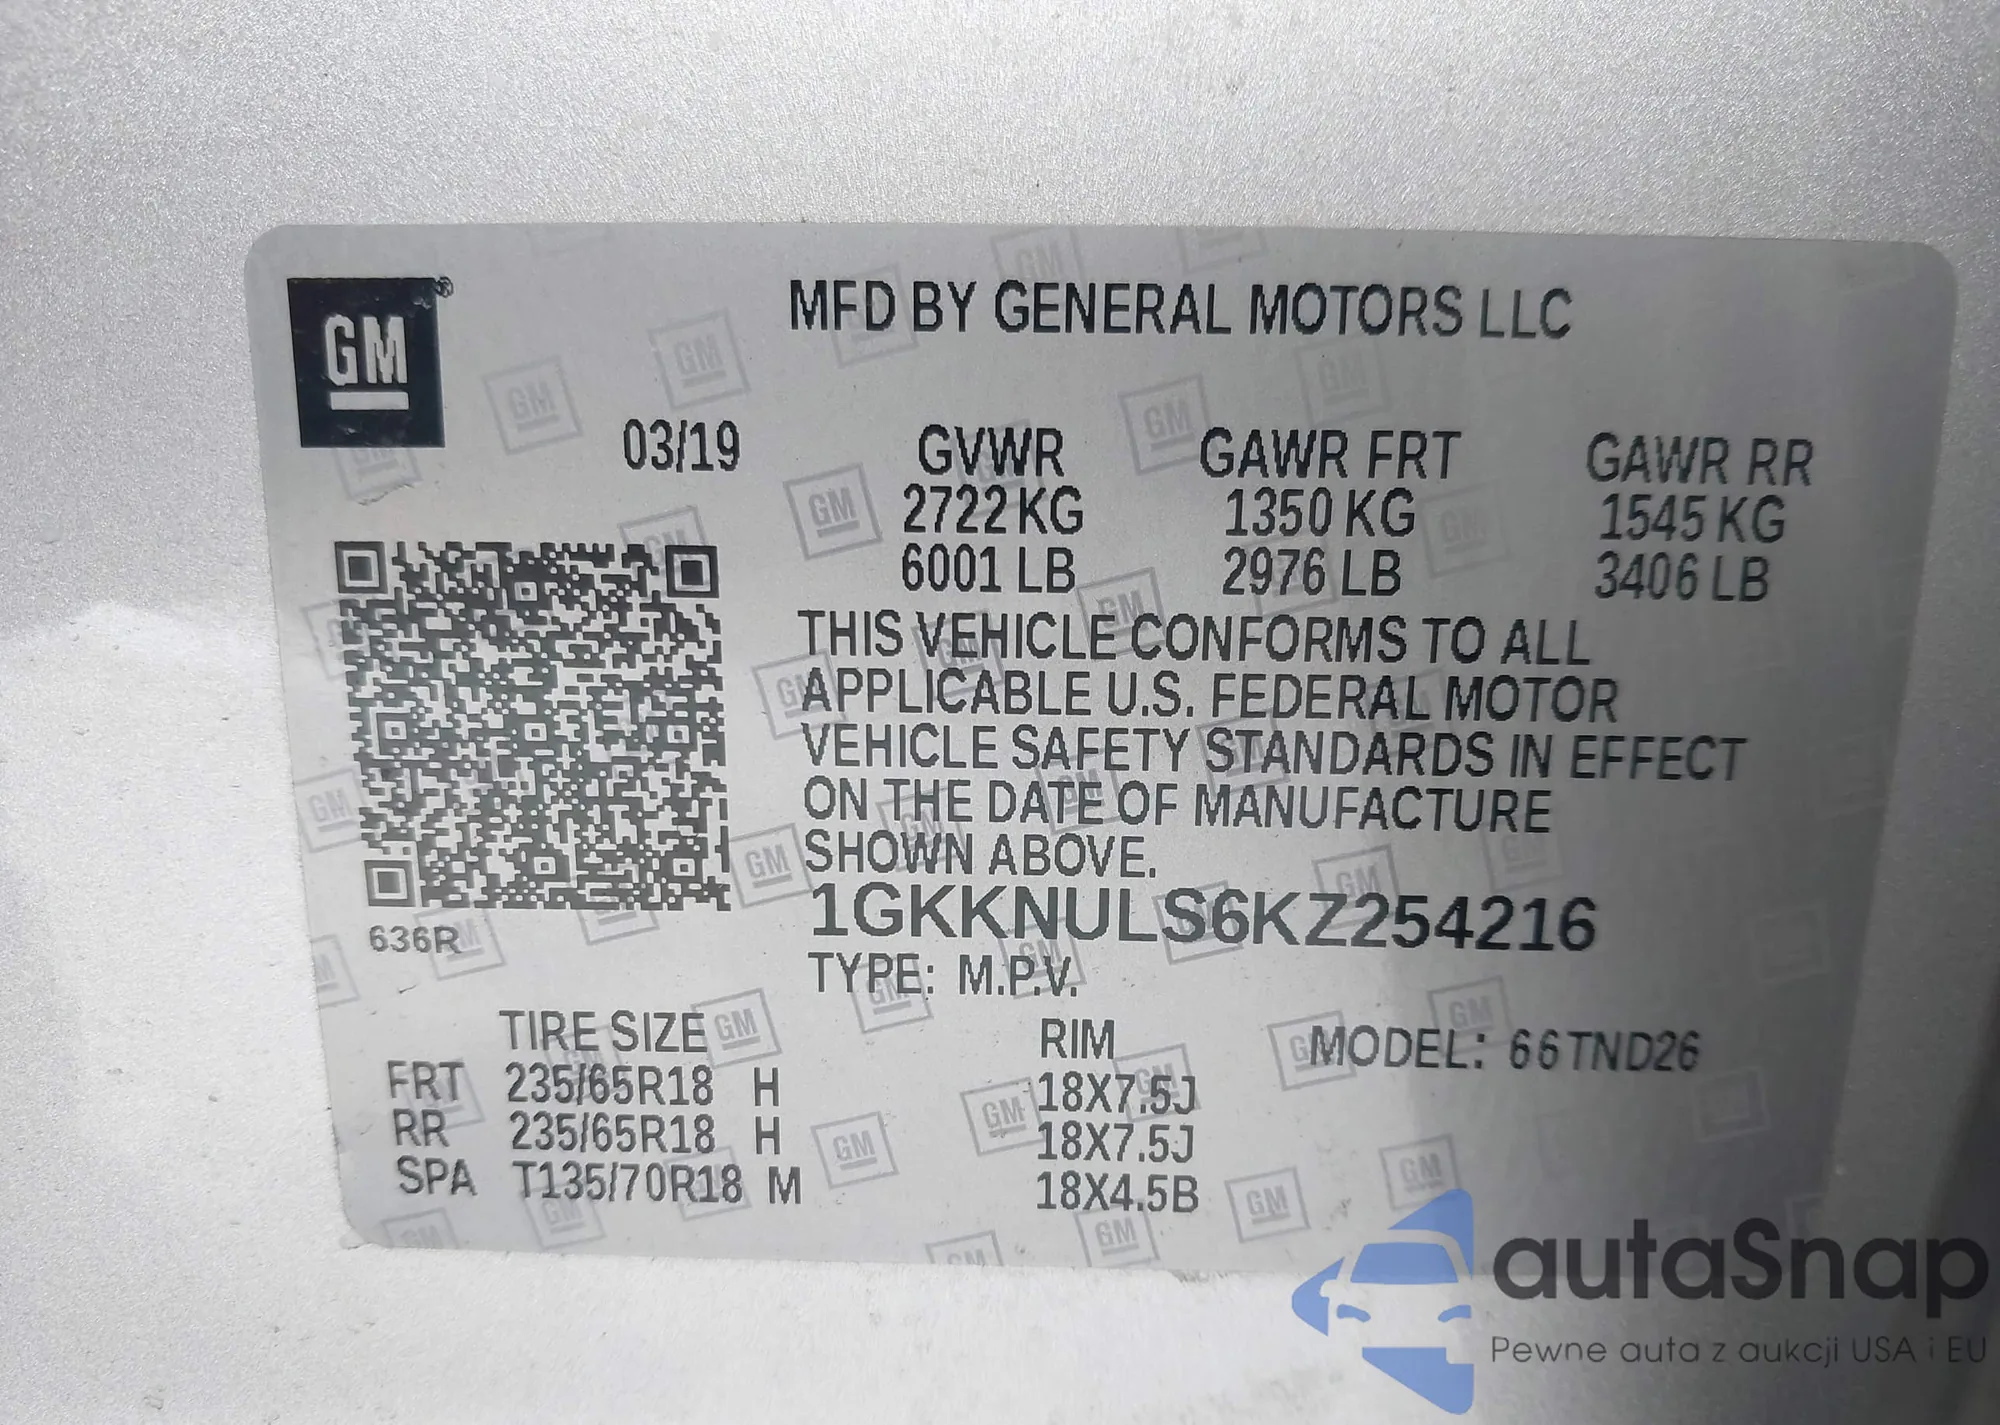 GM®
MFD BY GENERAL MOTORS LLC
03/19 GVWR GAWR FRT GAWR RR
2722 KG 1350 KG 1545 KG
6001 LB 2976 LB 3406 LB
THIS VEHICLE CONFORMS TO ALL
APPLICABLE U.S. FEDERAL MOTOR
VEHICLE SAFETY STANDARDS IN EFFECT
ON THE DATE OF MANUFACTURE
SHOWN ABOVE.
1GKKNULS6KZ254216
636R
TYPE: M.P.V.
TIRE SIZE RIM MODEL: 66TND26
FRT 235/65R18 H 18X7.5J
RR 235/65R18 H 18X7.5J
SPA T135/70R18 M 18X4.5B
autaSnap
Pewne auta z aukcji USA i EU